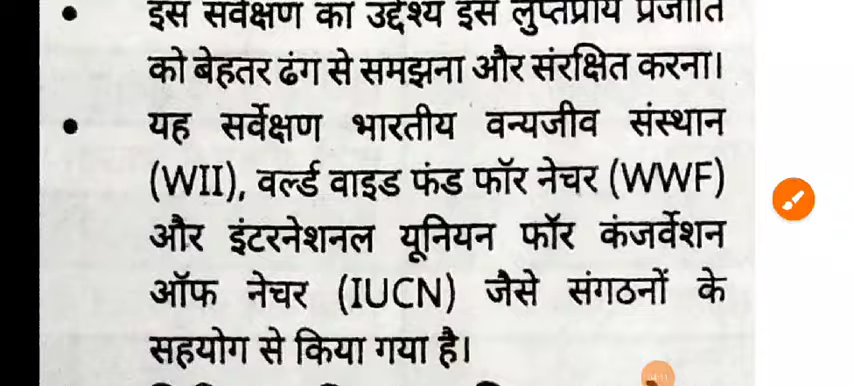 • इस सर्वेक्षण का उद्देश्य इस लुप्तप्राय प्रजाति
को बेहतर ढंग से समझना और संरक्षित करना।
• यह सर्वेक्षण भारतीय वन्यजीव संस्थान
(WII), वर्ल्ड वाइड फंड फॉर नेचर (WWF)
और इंटरनेशनल यूनियन फॉर कंजर्वेशन
ऑफ नेचर (IUCN) जैसे संगठनों के
सहयोग से किया गया है।